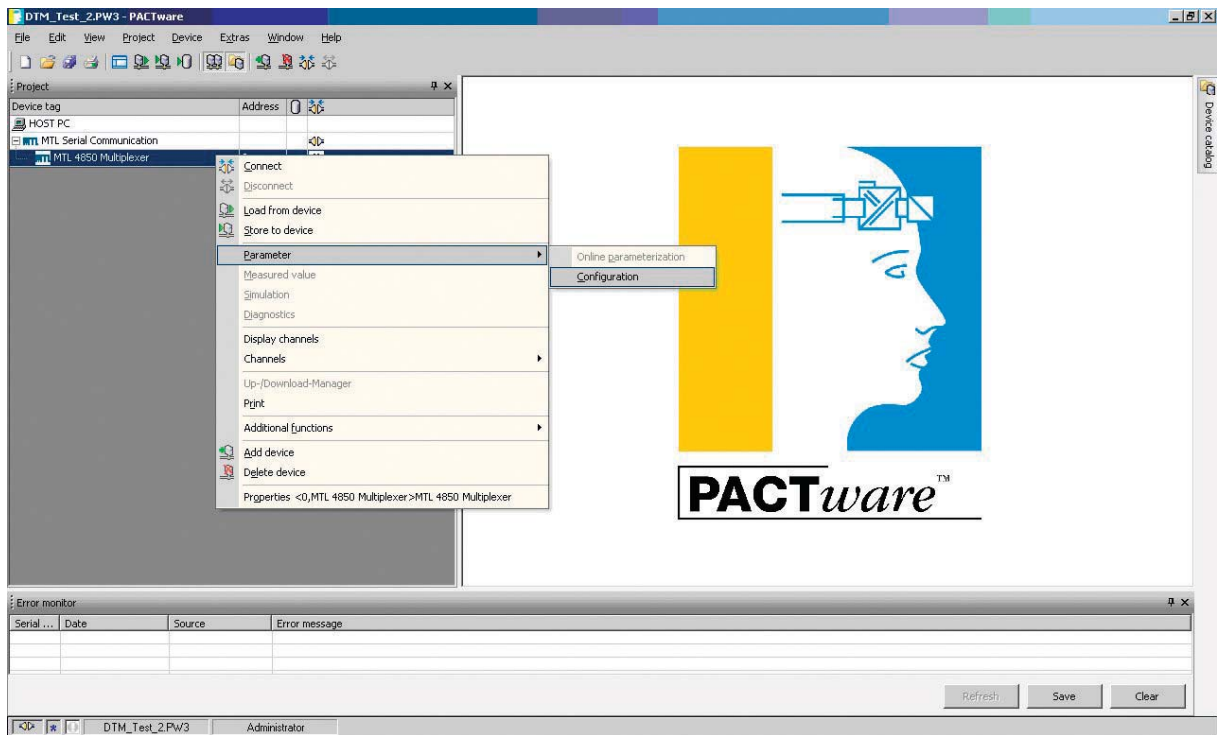 DTM_Test_2.PW3 - PACTware
File Edit View Project Device Extras Window Help
Project
Device tag Address
HOST PC
MTL Serial Communication
MTL 4850 Multiplexer
Connect
Disconnect
Load from device
Store to device
Parameter
Online parameterization
Configuration
Measured value
Simulation
Diagnostics
Display channels
Channels
Up-/Download-Manager
Print
Additional functions
Add device
Delete device
Properties <0,MTL 4850 Multiplexer>MTL 4850 Multiplexer
PACTware™
Device catalog
Error monitor
Serial ... Date Source Error message
Refresh Save Clear
DTM_Test_2.PW3 Administrator